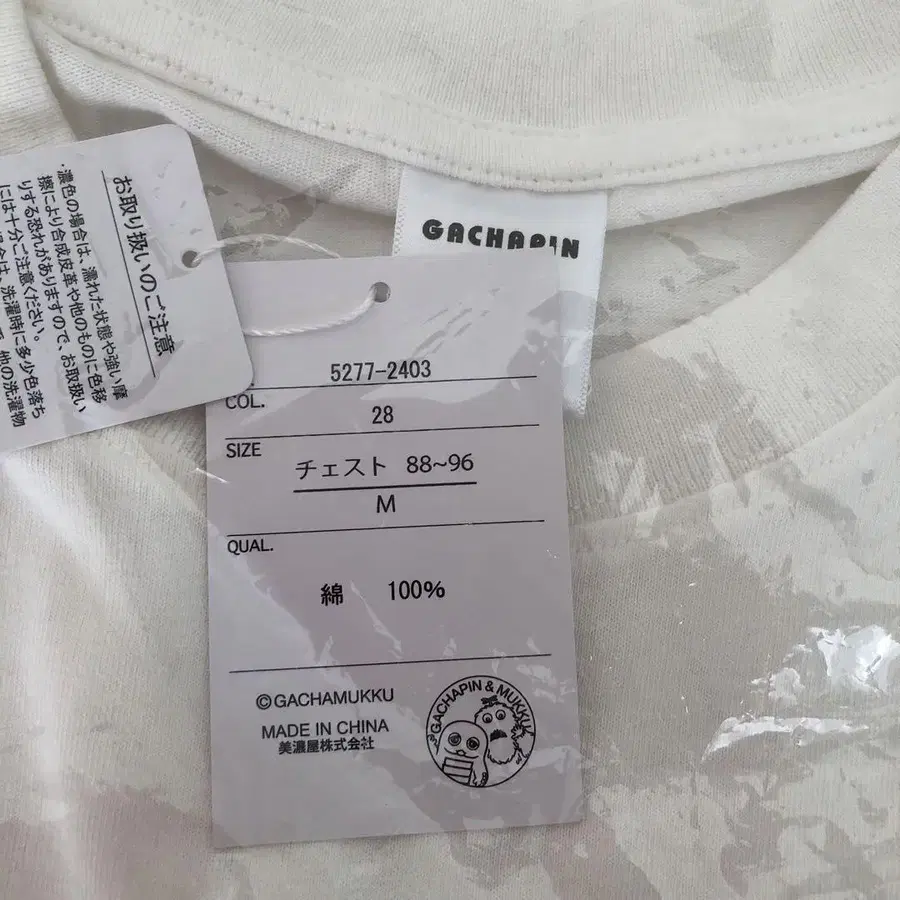 お取り扱いのご注意
・濃色の場合は、濡れた状態や強い摩
擦により合成皮革や他のものに色移
りする恐れがありますので、お取扱い
には十分ご注意ください。
洗濯時に多少色落ち
他の洗濯物
GACHAPIN
5277-2403
COL.
28
SIZE
チェスト 88~96
M
QUAL.
綿 100%
©GACHAMUKKU
MADE IN CHINA
美濃屋株式会社
GACHAPIN & MUKKU